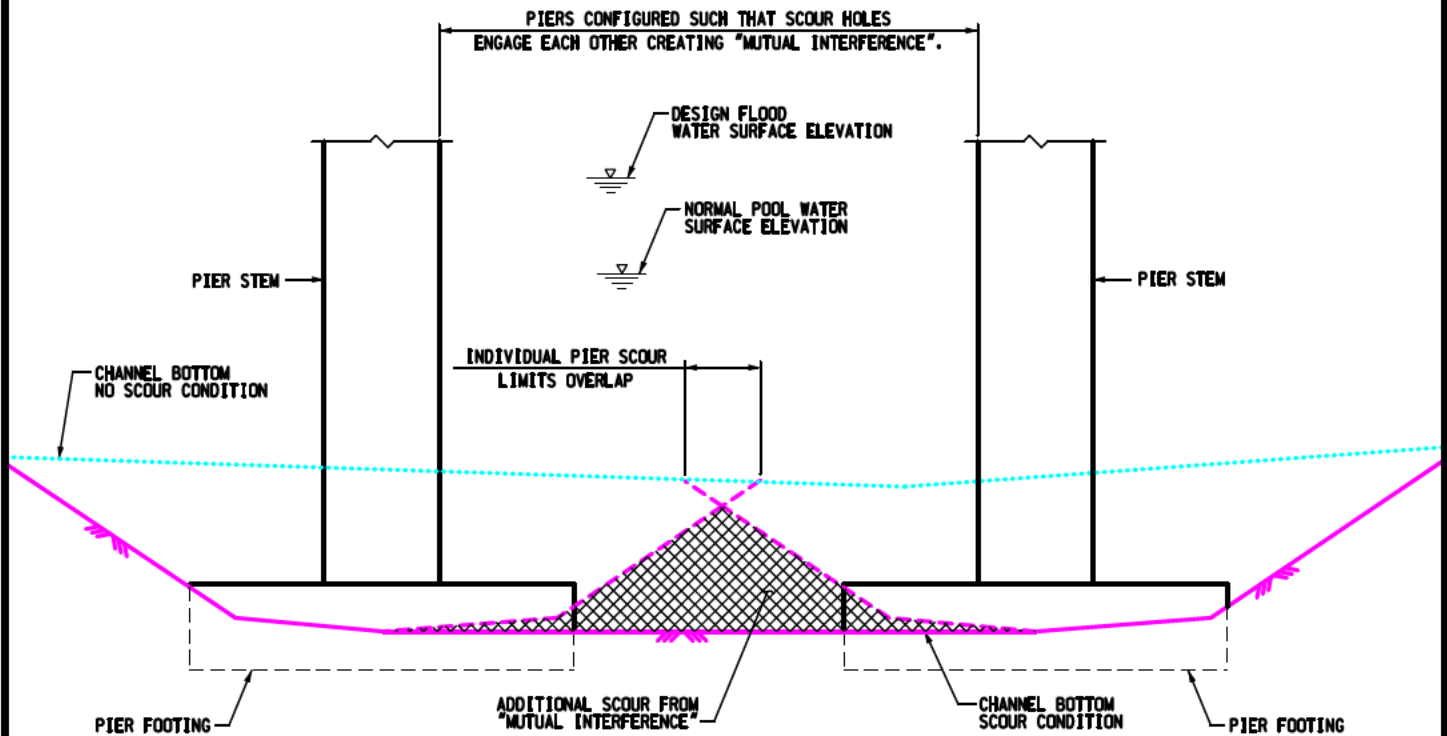 PIERS CONFIGURED SUCH THAT SCOUR HOLES
ENGAGE EACH OTHER CREATING "MUTUAL INTERFERENCE".
DESIGN FLOOD
WATER SURFACE ELEVATION
NORMAL POOL WATER
SURFACE ELEVATION
PIER STEM
PIER STEM
INDIVIDUAL PIER SCOUR
LIMITS OVERLAP
CHANNEL BOTTOM
NO SCOUR CONDITION
ADDITIONAL SCOUR FROM
"MUTUAL INTERFERENCE"
CHANNEL BOTTOM
SCOUR CONDITION
PIER FOOTING
PIER FOOTING